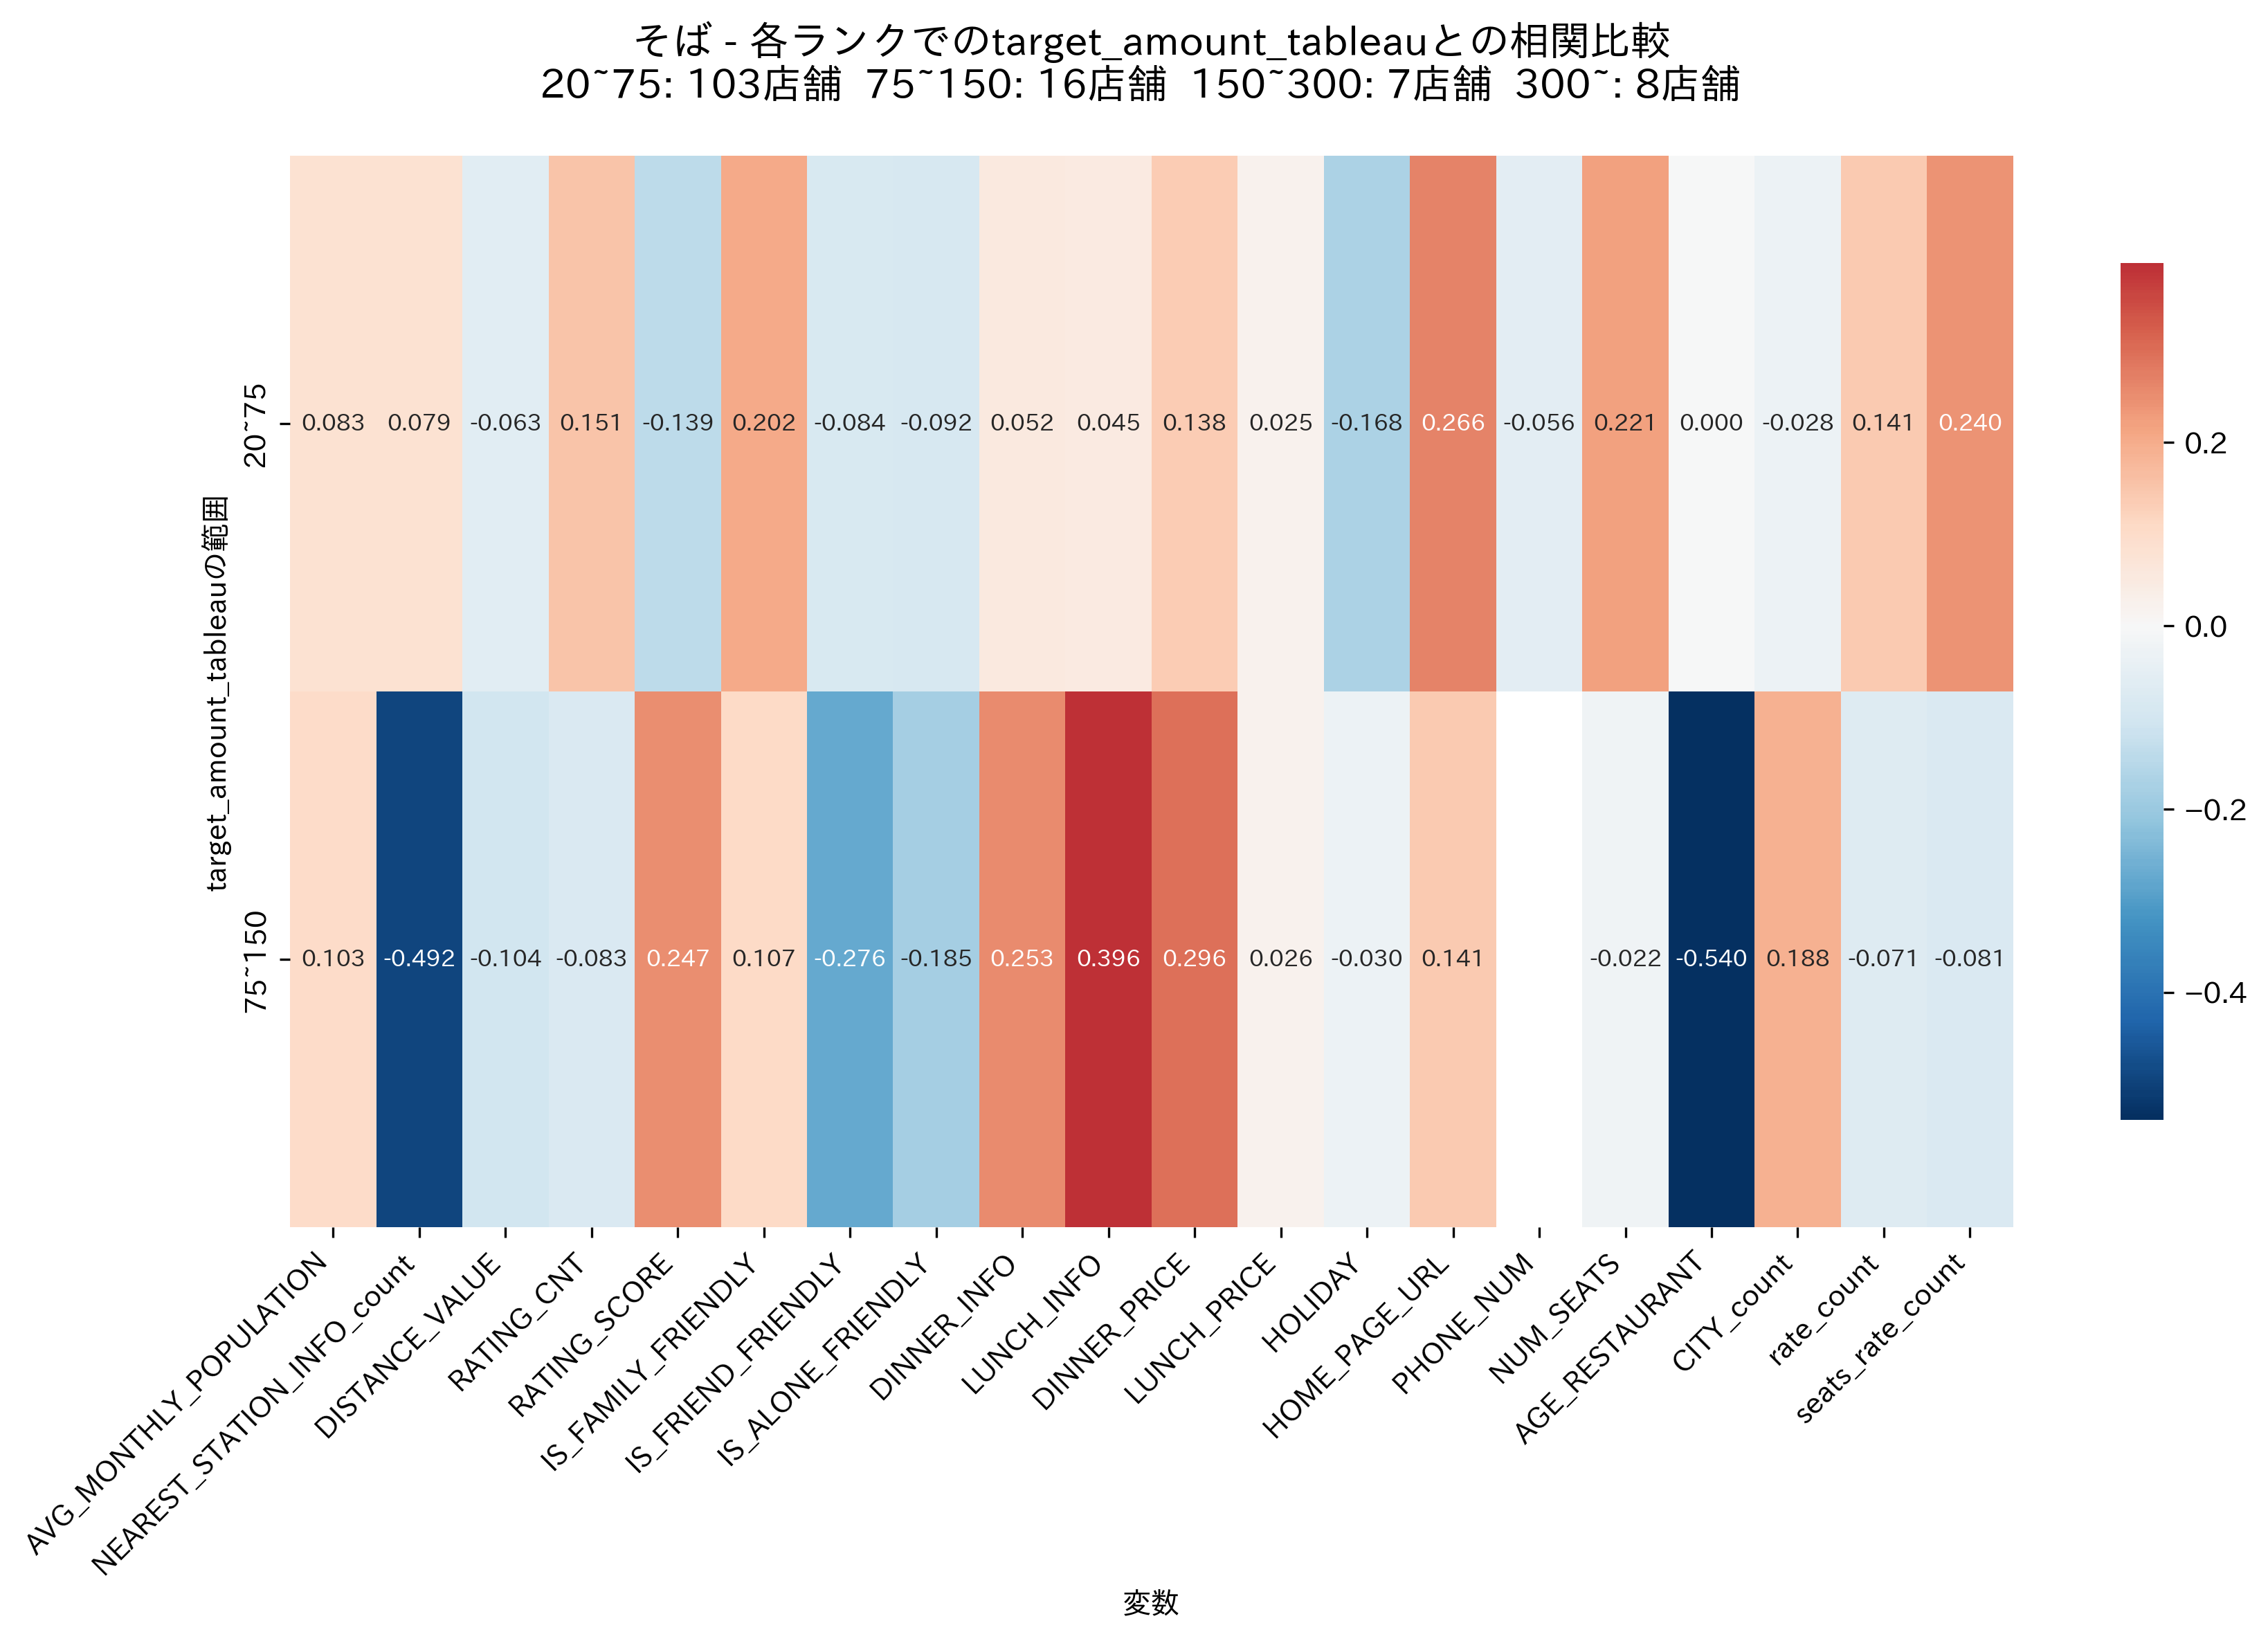 そば - 各ランクでのtarget_amount_tableauとの相関比較
20~75: 103店舗  75~150: 16店舗  150~300: 7店舗  300~: 8店舗
target_amount_tableauの範囲
20~75
0.083 0.079 -0.063 0.151 -0.139 0.202 -0.084 -0.092 0.052 0.045 0.138 0.025 -0.168 0.266 -0.056 0.221 0.000 -0.028 0.141 0.240
75~150
0.103 -0.492 -0.104 -0.083 0.247 0.107 -0.276 -0.185 0.253 0.396 0.296 0.026 -0.030 0.141 -0.022 -0.540 0.188 -0.071 -0.081
0.2
0.0
−0.2
−0.4
AVG_MONTHLY_POPULATION
NEAREST_STATION_INFO_count
DISTANCE_VALUE
RATING_CNT
RATING_SCORE
IS_FAMILY_FRIENDLY
IS_FRIEND_FRIENDLY
IS_ALONE_FRIENDLY
DINNER_INFO
LUNCH_INFO
DINNER_PRICE
LUNCH_PRICE
HOLIDAY
HOME_PAGE_URL
PHONE_NUM
NUM_SEATS
AGE_RESTAURANT
CITY_count
rate_count
seats_rate_count
変数